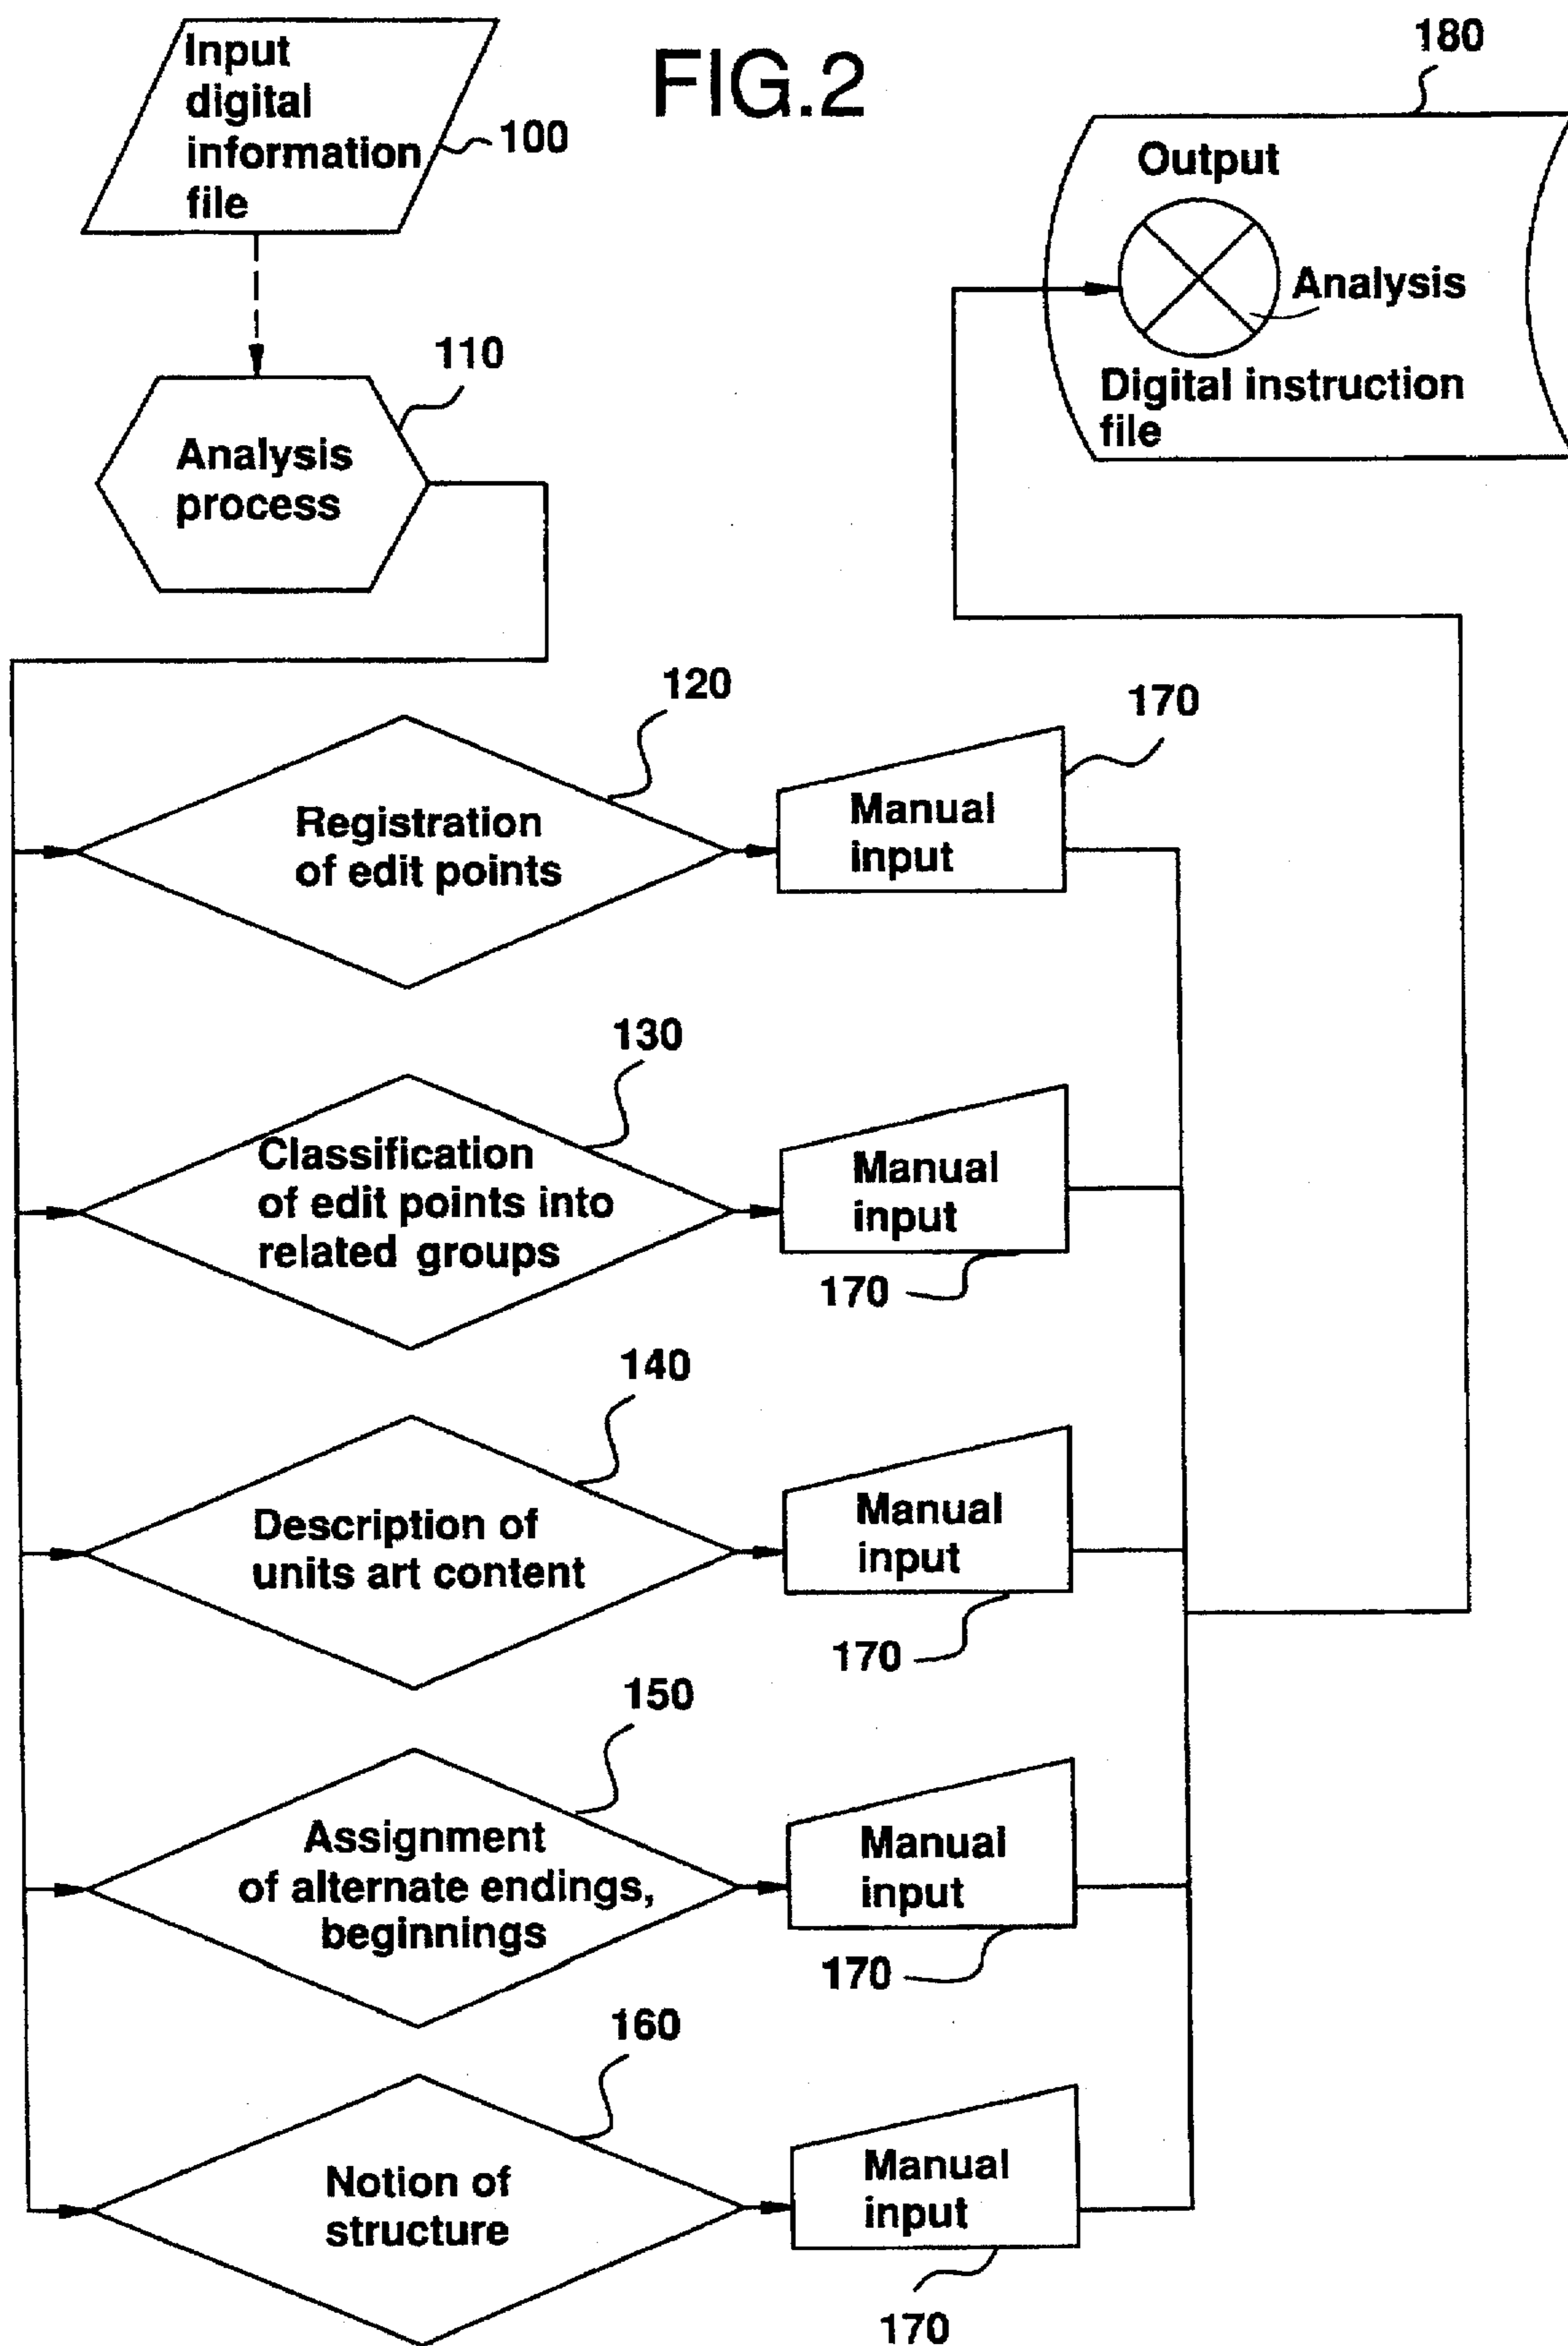 FIG.2
Input
digital
information
file
100
110
Analysis
process
180
Output
Analysis
Digital instruction
file
120
Registration
of edit points
170
Manual
input
130
Classification
of edit points into
related groups
Manual
input
170
140
Description of
units art content
Manual
input
170
150
Assignment
of alternate endings,
beginnings
Manual
input
170
160
Notion of
structure
Manual
input
170